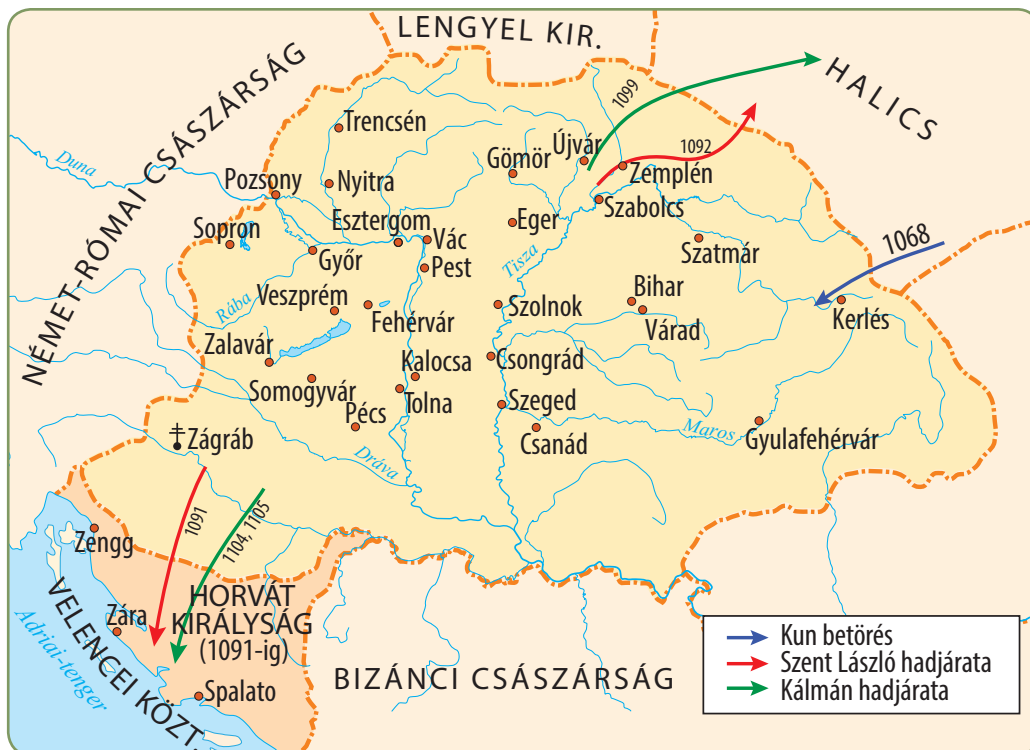 LENGYEL KIR.
NÉMET-RÓMAI CSÁSZÁRSÁG
HALICS
1099
Trencsén
Duna
Gömör
Újvár
1092
Zemplén
Pozsony
Nyitra
Szabolcs
Sopron
Esztergom
Vác
Eger
Szatmár
1068
Győr
Pest
Tisza
Rába
Veszprém
Fehérvár
Szolnok
Bihar
Várad
Kerlés
Zalavár
Kalocsa
Csongrád
Somogyvár
Tolna
Szeged
Pécs
Csanád
Maros
Gyulafehérvár
Zágráb
Dráva
1091
1104, 1105
Zengg
HORVÁT
KIRÁLYSÁG
(1091-ig)
Zára
VELENCEI KÖZT.
Adriai-tenger
Spalato
BIZÁNCI CSÁSZÁRSÁG
Kun betörés
Szent László hadjárata
Kálmán hadjárata